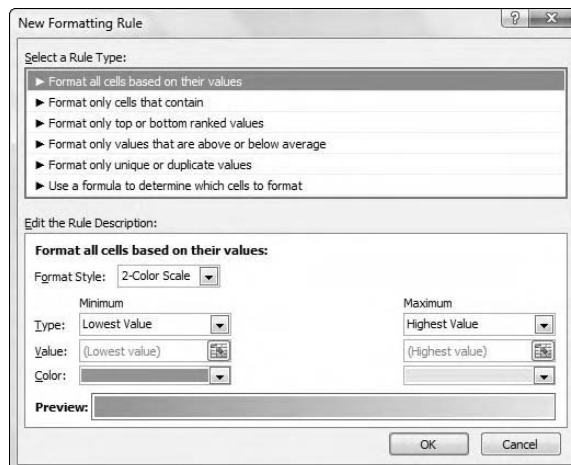 New Formatting Rule
Select a Rule Type:
► Format all cells based on their values
► Format only cells that contain
► Format only top or bottom ranked values
► Format only values that are above or below average
► Format only unique or duplicate values
► Use a formula to determine which cells to format
Edit the Rule Description:
Format all cells based on their values:
Format Style: 2-Color Scale
Minimum Maximum
Type: Lowest Value Highest Value
Value: (Lowest value) (Highest value)
Color:
Preview:
OK Cancel